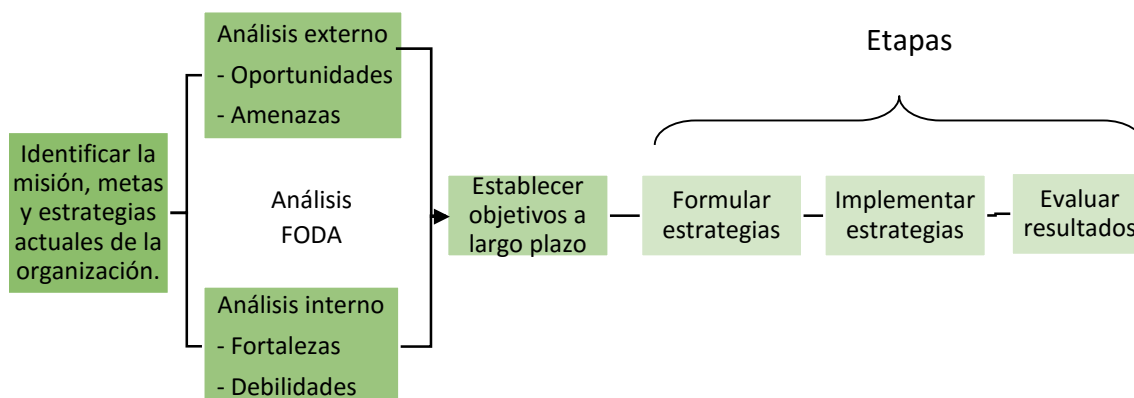 Identificar la
misión, metas
y estrategias
actuales de la
organización.
Análisis externo
- Oportunidades
- Amenazas
Análisis
FODA
Análisis interno
- Fortalezas
- Debilidades
Establecer
objetivos a
largo plazo
Etapas
Formular
estrategias
Implementar
estrategias
Evaluar
resultados